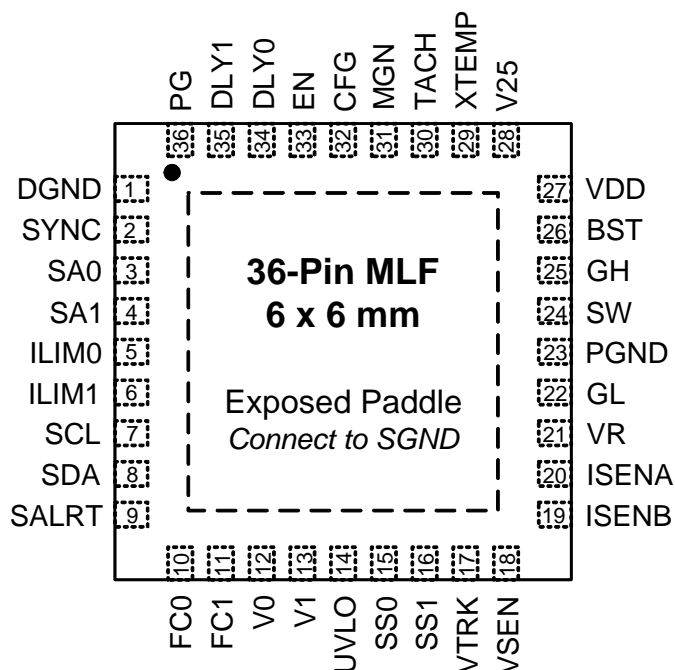 PG DLY1 DLY0 EN CFG MGN TACH XTEMP V25
36 35 34 33 32 31 30 29 28
DGND 1
SYNC 2
SA0 3
SA1 4
ILIM0 5
ILIM1 6
SCL 7
SDA 8
SALRT 9
36-Pin MLF
6 x 6 mm
Exposed Paddle
Connect to SGND
27 VDD
26 BST
25 GH
24 SW
23 PGND
22 GL
21 VR
20 ISENA
19 ISENB
10 11 12 13 14 15 16 17 18
FC0 FC1 V0 V1 UVLO SS0 SS1 VTRK VSEN